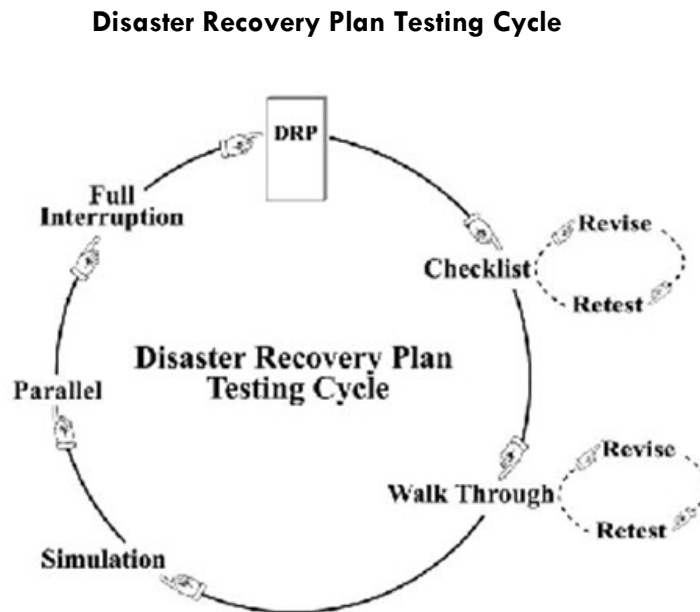 Disaster Recovery Plan Testing Cycle
DRP
Full
Interruption
Revise
Checklist
Retest
Disaster Recovery Plan
Testing Cycle
Parallel
Revise
Walk Through
Retest
Simulation